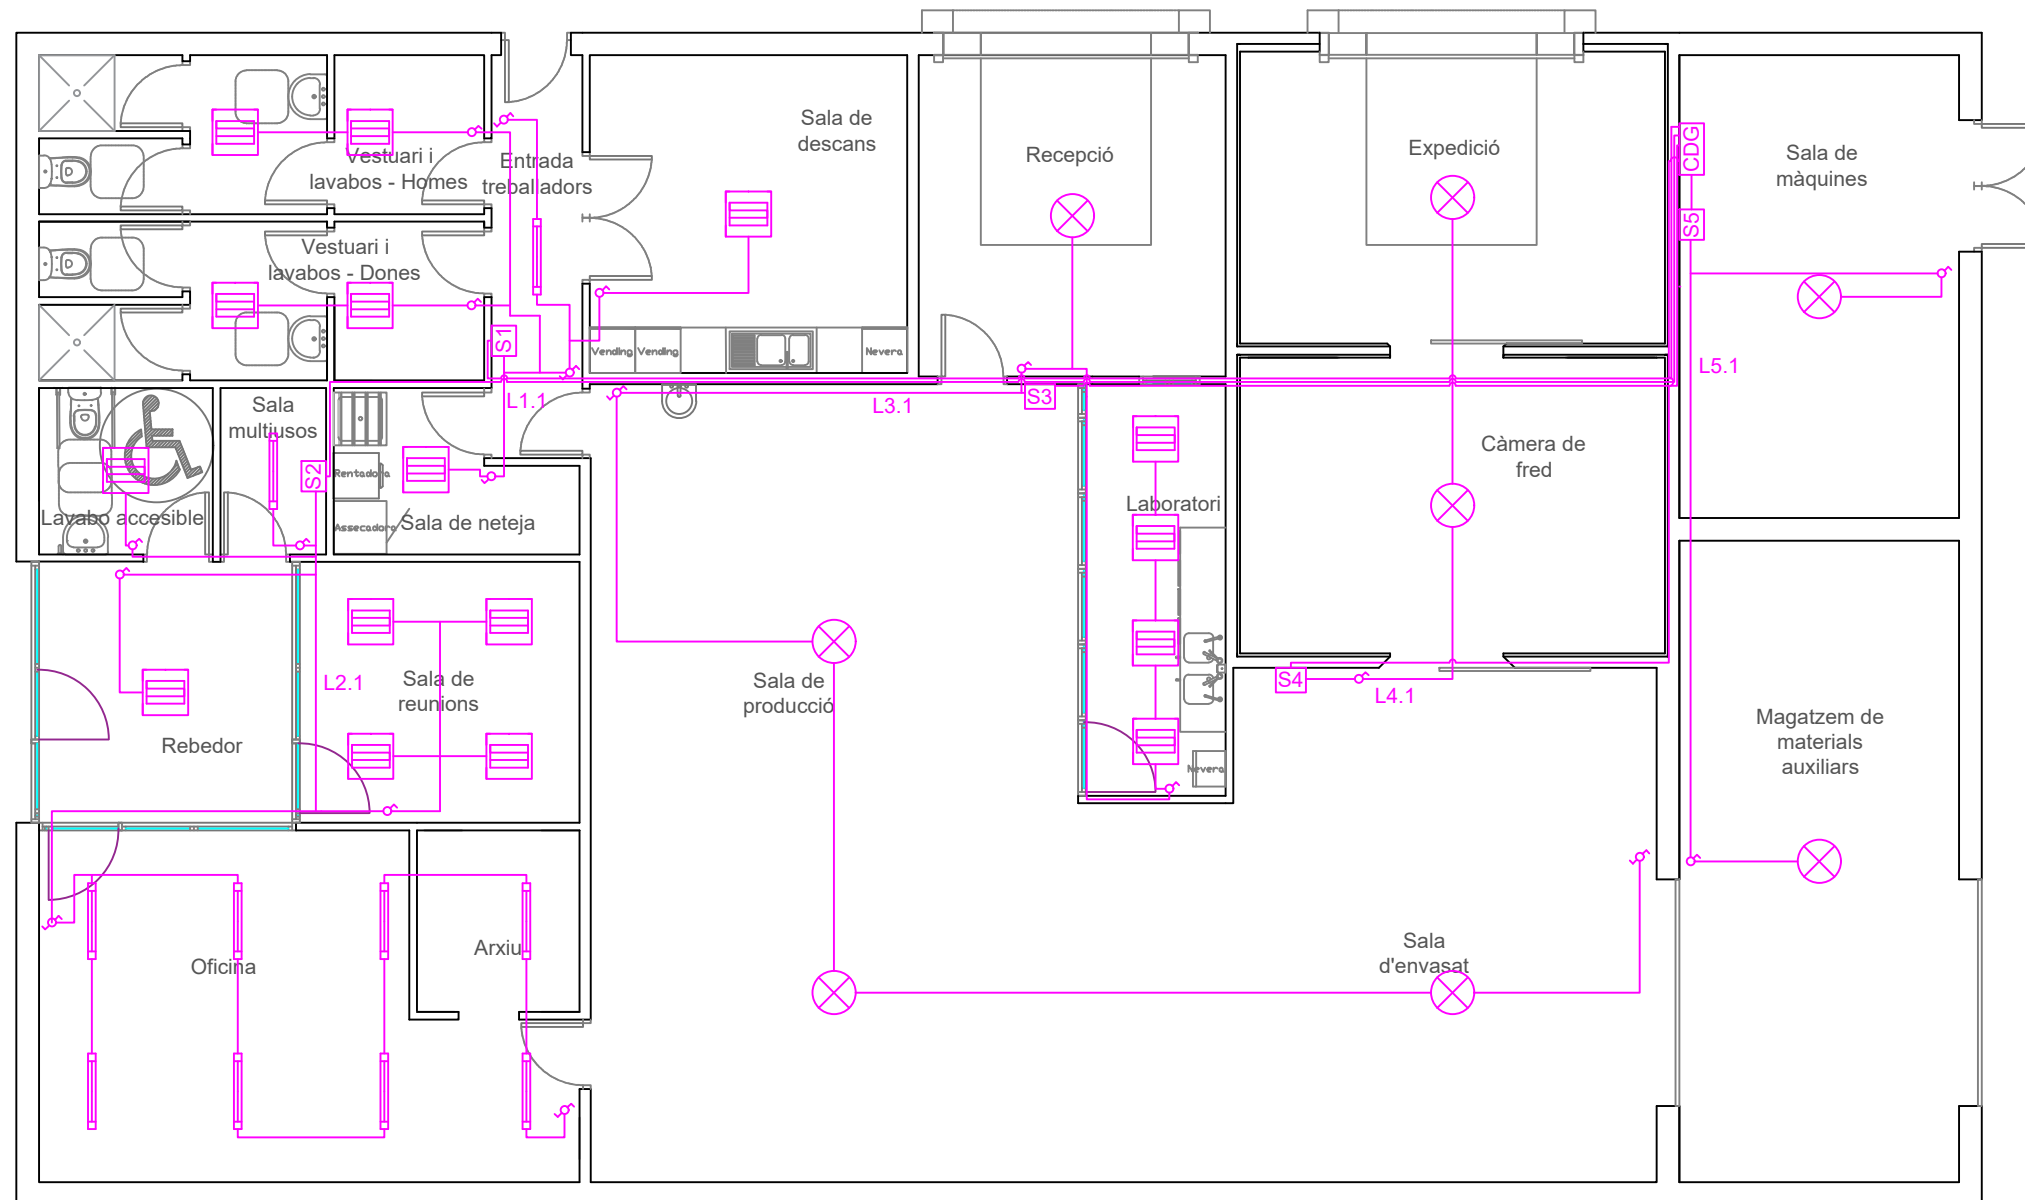 Sala de
descans
Recepció
Expedició
Sala de
màquines
CDG
S5
Vestuari i
lavabos - Homes
Entrada
treballadors
Vestuari i
lavabos - Dones
S1
Vending
Vending
Nevera
L1.1
L3.1
S3
L5.1
Sala
multiusos
S2
Rentadora
Assecadora
Sala de neteja
Lavabo accesible
Laboratori
Càmera de
fred
L2.1
Sala de
reunions
Rebedor
Sala de
producció
S4
L4.1
Nevera
Magatzem de
materials
auxiliars
Oficina
Arxiu
Sala
d'envasat